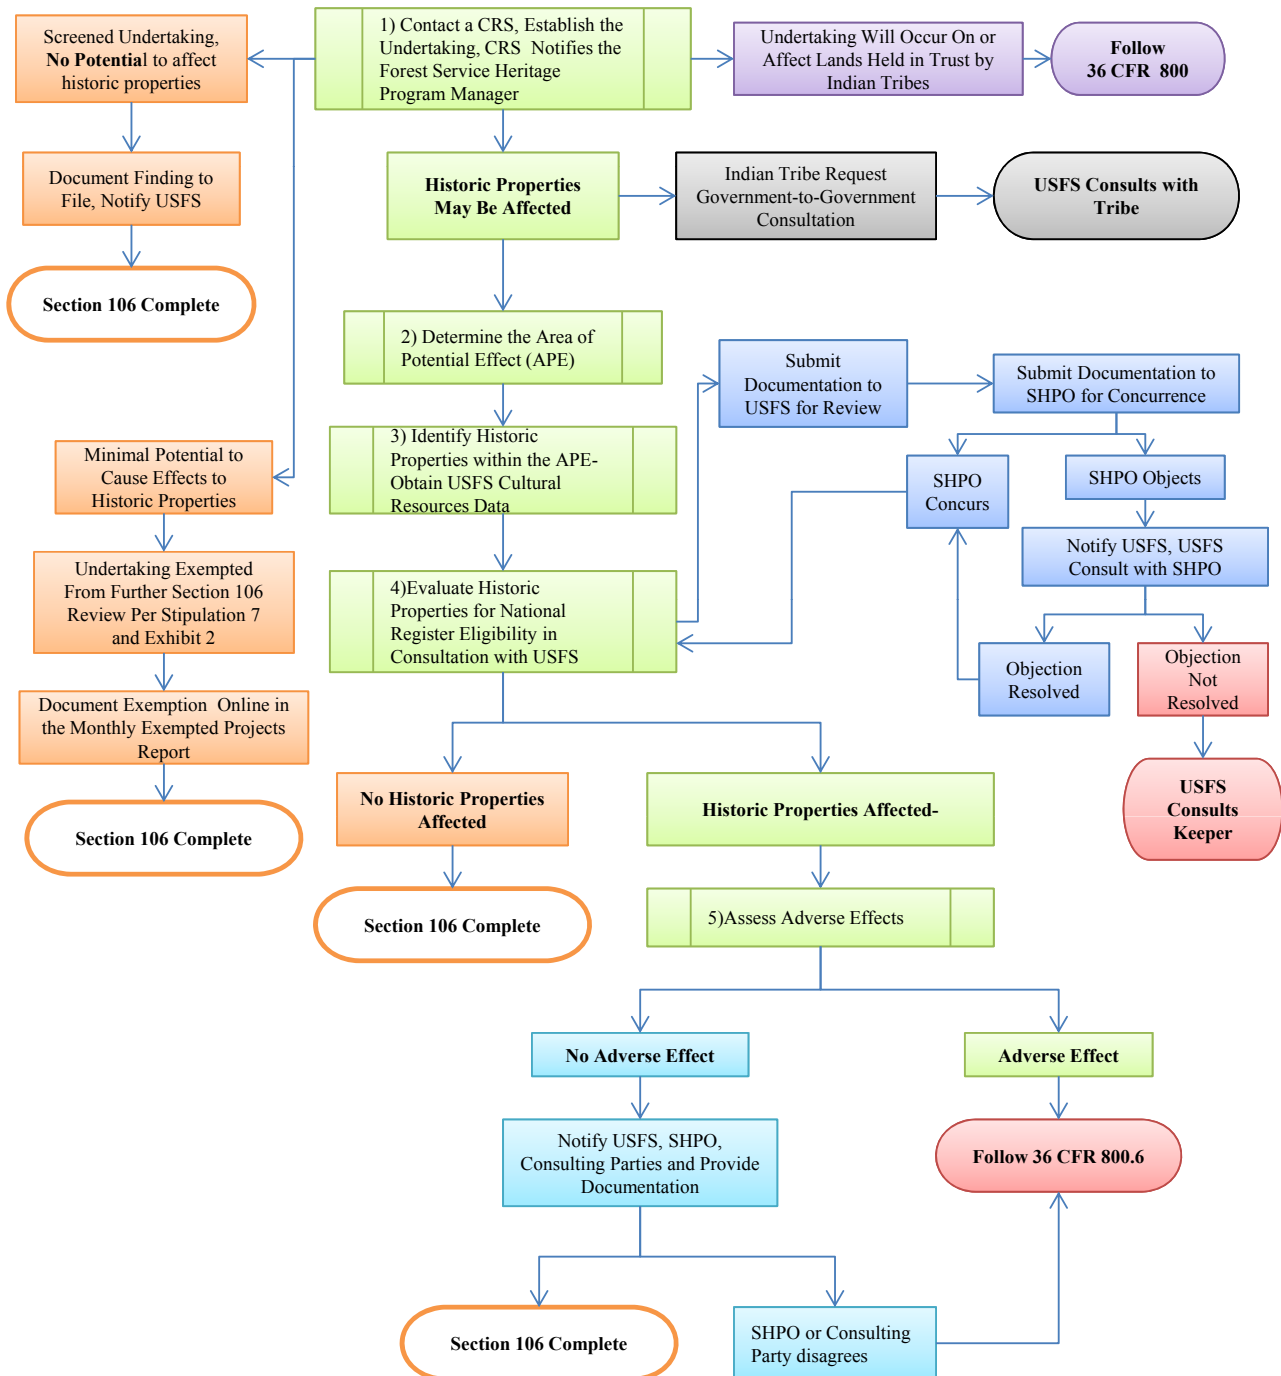 Screened Undertaking,
No Potential to affect
historic properties
1) Contact a CRS, Establish the
Undertaking, CRS  Notifies the
Forest Service Heritage
Program Manager
Undertaking Will Occur On or
Affect Lands Held in Trust by
Indian Tribes
Follow
36 CFR  800
Document Finding to
File, Notify USFS
Historic Properties
May Be Affected
Indian Tribe Request
Government-to-Government
Consultation
USFS Consults with
Tribe
Section 106 Complete
2) Determine the Area of
Potential Effect (APE)
Submit
Documentation to
USFS for Review
Submit Documentation to
SHPO for Concurrence
Minimal Potential to
Cause Effects to
Historic Properties
3) Identify Historic
Properties within the APE-
Obtain USFS Cultural
Resources Data
SHPO
Concurs
SHPO Objects
Notify USFS, USFS
Consult with SHPO
Undertaking Exempted
From Further Section 106
Review Per Stipulation 7
and Exhibit 2
4)Evaluate Historic
Properties for National
Register Eligibility in
Consultation with USFS
Objection
Resolved
Objection
Not
Resolved
Document Exemption  Online in
the Monthly Exempted Projects
Report
No Historic Properties
Affected
Historic Properties Affected-
USFS
Consults
Keeper
Section 106 Complete
Section 106 Complete
5)Assess Adverse Effects
No Adverse Effect
Adverse Effect
Notify USFS, SHPO,
Consulting Parties and Provide
Documentation
Follow 36 CFR 800.6
Section 106 Complete
SHPO or Consulting
Party disagrees